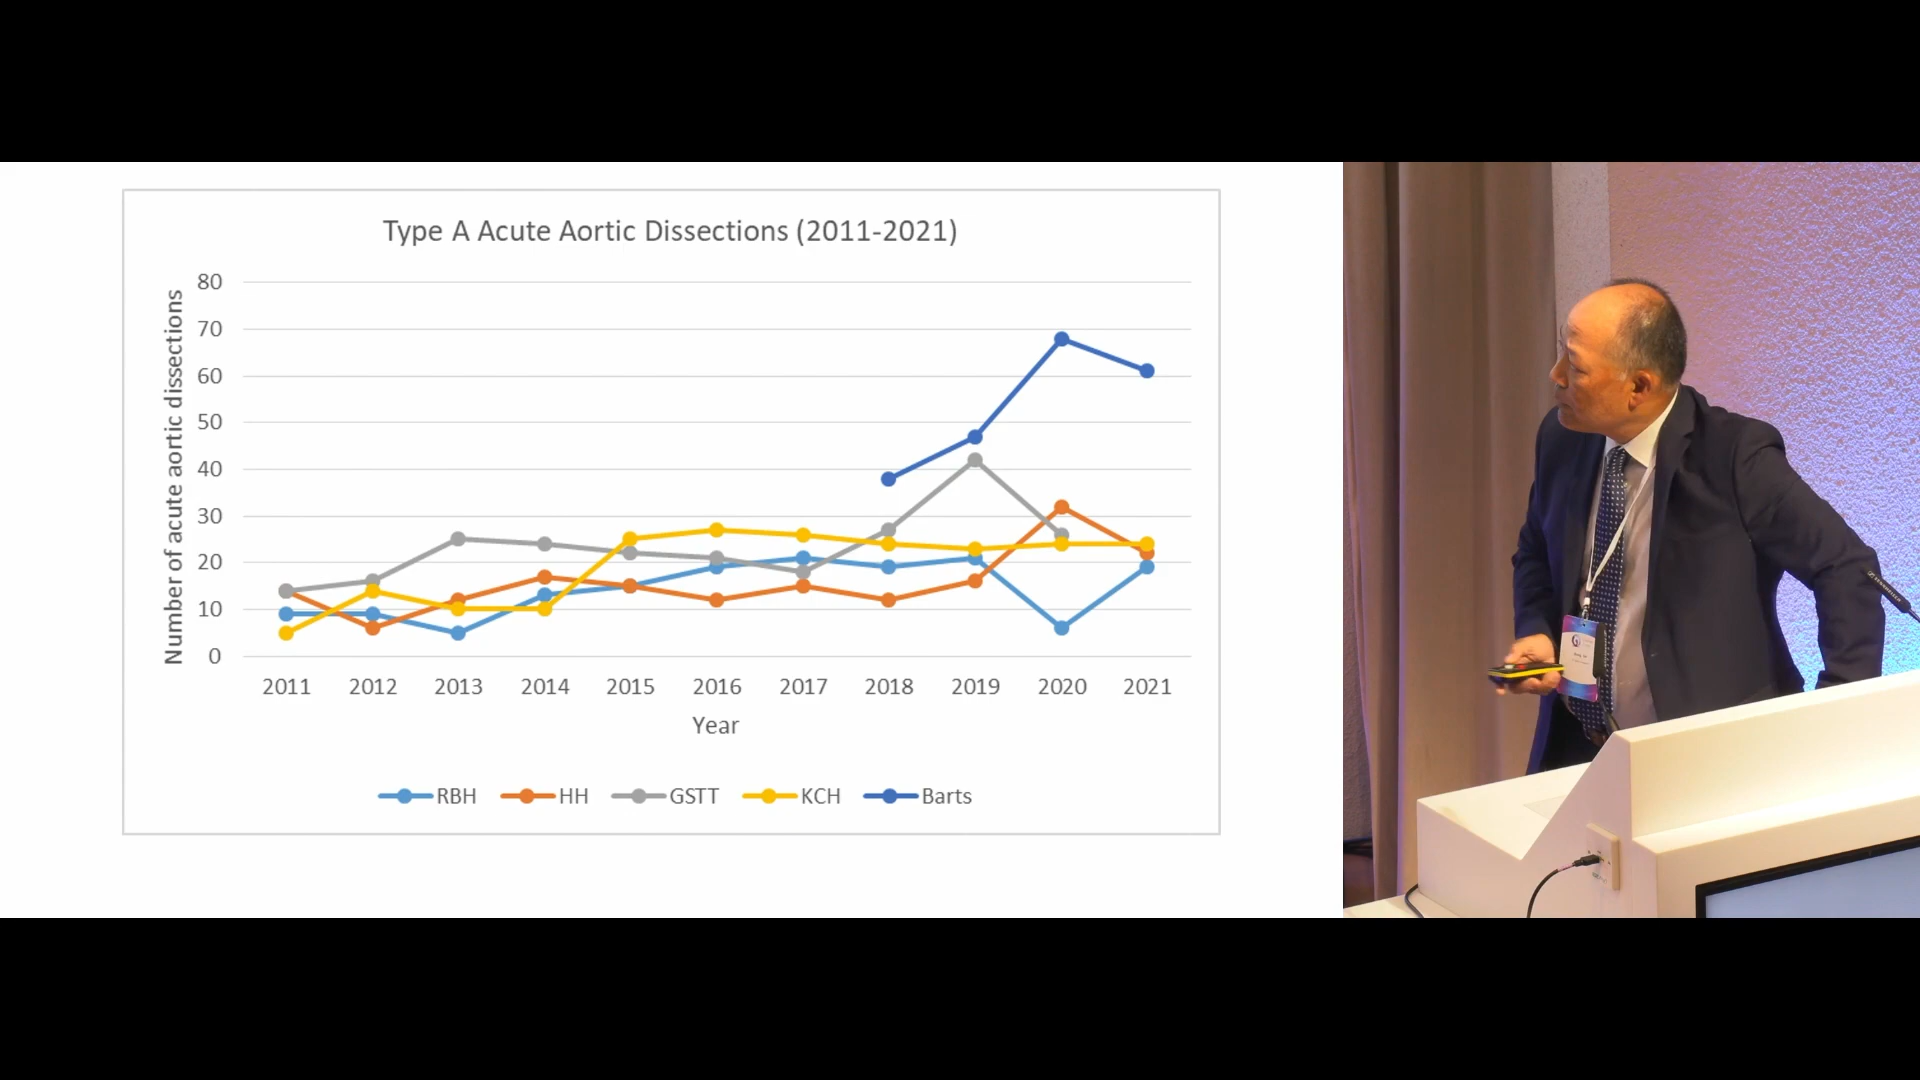 Type A Acute Aortic Dissections (2011-2021)
Number of acute aortic dissections
80
70
60
50
40
30
20
10
0
2011 2012 2013 2014 2015 2016 2017 2018 2019 2020 2021
Year
RBH HH GSTT KCH Barts